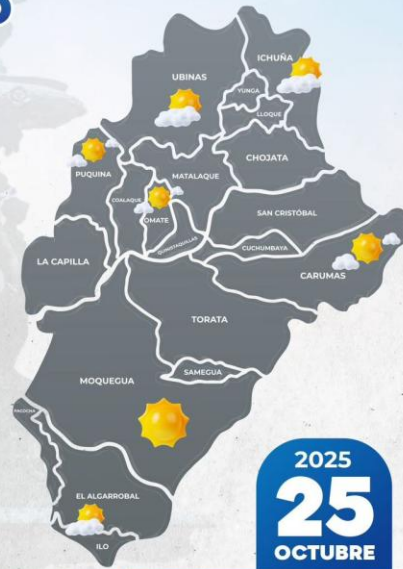 ICHUÑA
UBINAS
YUNGA
LLOQUE
CHOJATA
MATALAQUE
PUQUINA
COALAQUE
OMATE
SAN CRISTÓBAL
QUINISTAQUILLAS
CUCHUMBAYA
LA CAPILLA
CARUMAS
TORATA
SAMEGUA
MOQUEGUA
PACOCHA
EL ALGARROBAL
ILO
2025
25
OCTUBRE